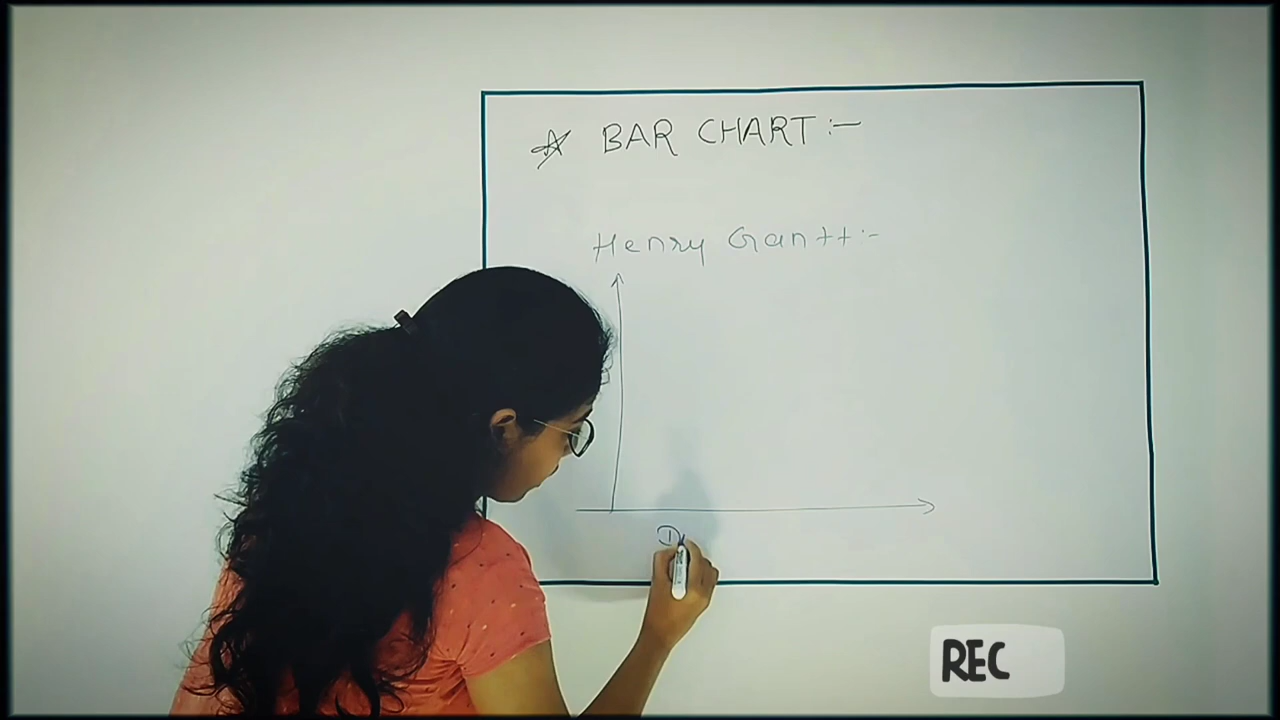 ☆ BAR CHART :-
Henry Gantt :-
REC